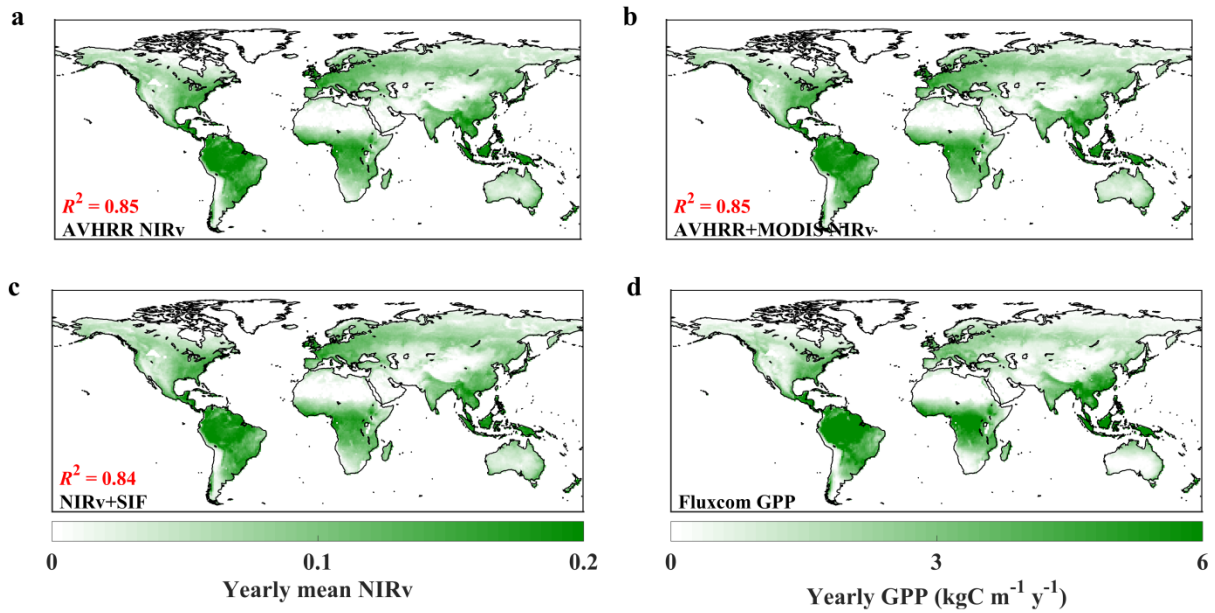 a
b
R² = 0.85
AVHRR NIRv
R² = 0.85
AVHRR+MODIS NIRv
c
d
R² = 0.84
NIRv+SIF
Fluxcom GPP
0
0.1
0.2
Yearly mean NIRv
0
3
6
Yearly GPP (kgC m⁻¹ y⁻¹)